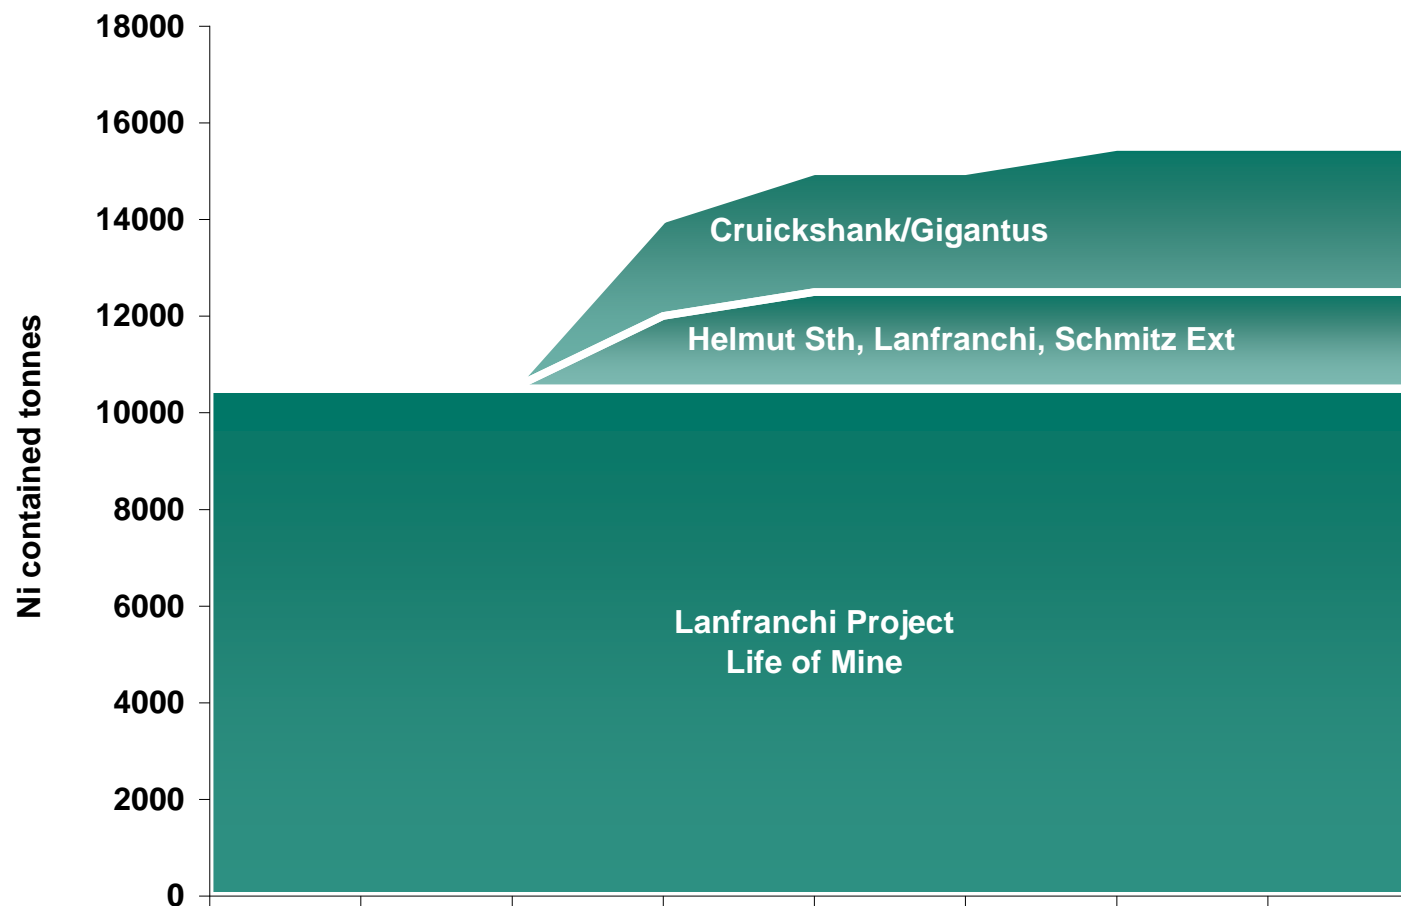 18000
16000
14000
12000
10000
8000
6000
4000
2000
0
Ni contained tonnes
Cruickshank/Gigantus
Helmut Sth, Lanfranchi, Schmitz Ext
Lanfranchi Project
Life of Mine